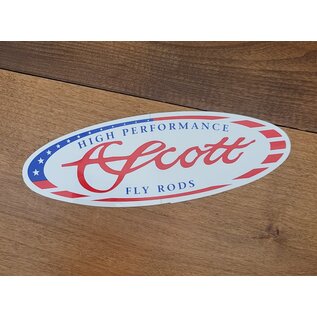 HIGH PERFORMANCE
Scott
FLY RODS